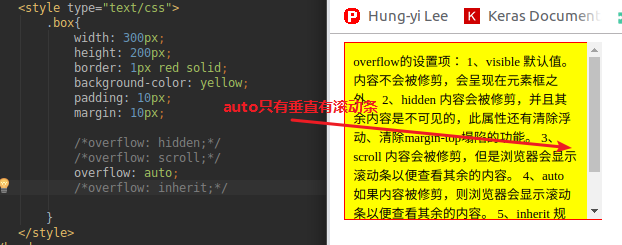 <style type="text/css">
.box{
width: 300px;
height: 200px;
border: 1px red solid;
background-color: yellow;
padding: 10px;
margin: 10px;
/*overflow: hidden;*/
/*overflow: scroll;*/
overflow: auto;
/*overflow: inherit;*/
}
</style>
auto只有垂直有滚动条
Hung-yi Lee
Keras Document
overflow的设置项：1、visible 默认值。
内容不会被修剪，会呈现在元素框之
外。 2、hidden 内容会被修剪，并且其
余内容是不可见的，此属性还有清除浮
动、清除margin-top塌陷的功能。 3、
scroll 内容会被修剪，但是浏览器会显示
滚动条以便查看其余的内容。 4、auto
如果内容被修剪，则浏览器会显示滚动
条以便查看其余的内容。 5、inherit 规